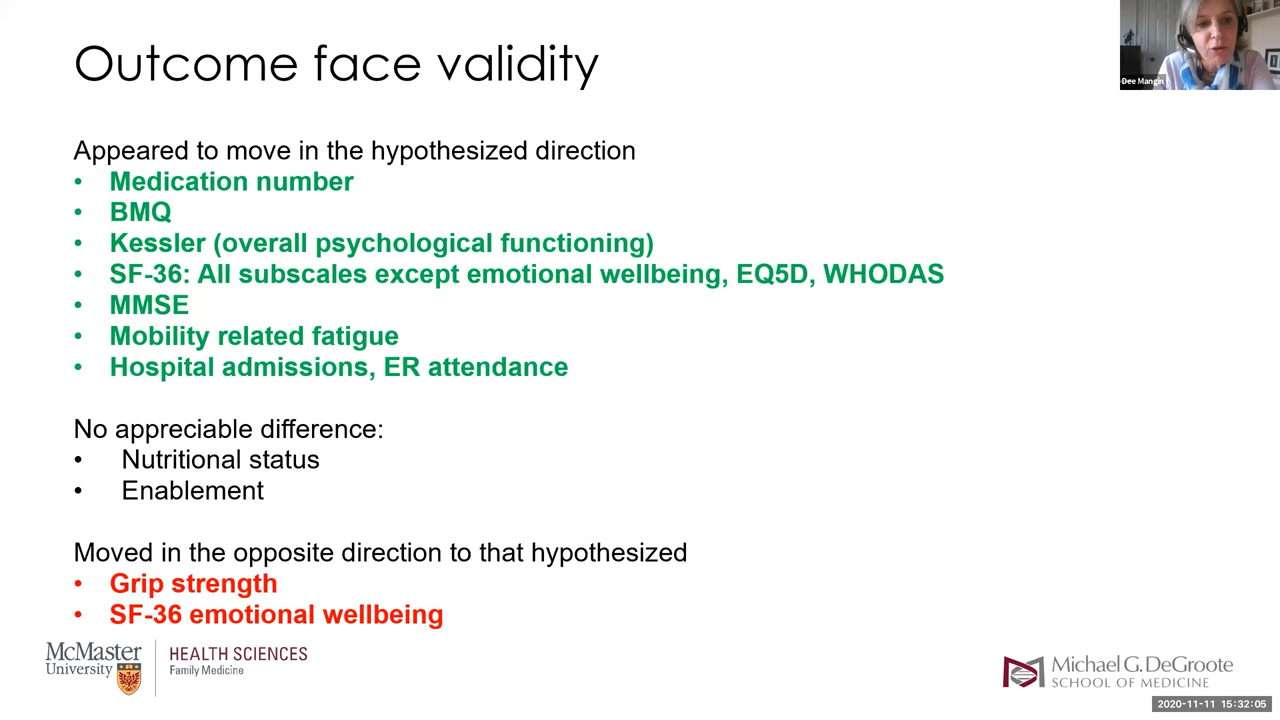 Outcome face validity
Dee Mangin
Appeared to move in the hypothesized direction
• Medication number
• BMQ
• Kessler (overall psychological functioning)
• SF-36: All subscales except emotional wellbeing, EQ5D, WHODAS
• MMSE
• Mobility related fatigue
• Hospital admissions, ER attendance
No appreciable difference:
• Nutritional status
• Enablement
Moved in the opposite direction to that hypothesized
• Grip strength
• SF-36 emotional wellbeing
McMaster
University
HEALTH SCIENCES
Family Medicine
Michael G. DeGroote
SCHOOL OF MEDICINE
2020-11-11 15:32:05